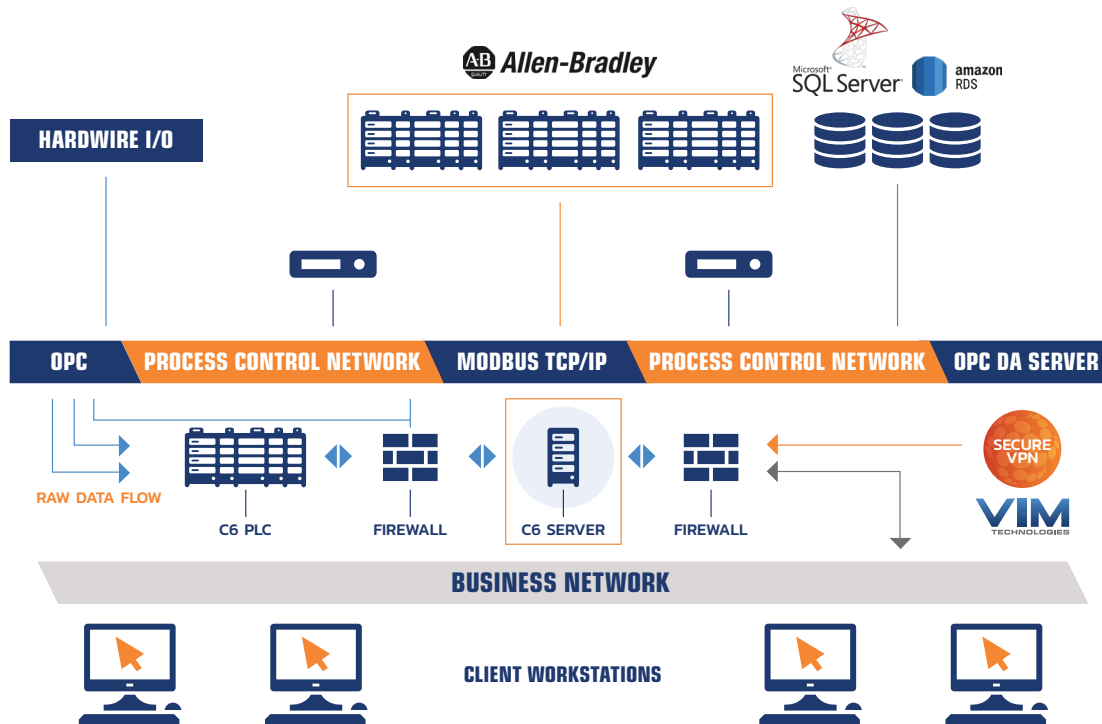 AB
QUALITY
Allen-Bradley
Microsoft®
SQL Server®
amazon
RDS
HARDWIRE I/O
OPC
PROCESS CONTROL NETWORK
MODBUS TCP/IP
PROCESS CONTROL NETWORK
OPC DA SERVER
RAW DATA FLOW
C6 PLC
FIREWALL
C6 SERVER
FIREWALL
SECURE
VPN
VIM
TECHNOLOGIES
BUSINESS NETWORK
CLIENT WORKSTATIONS